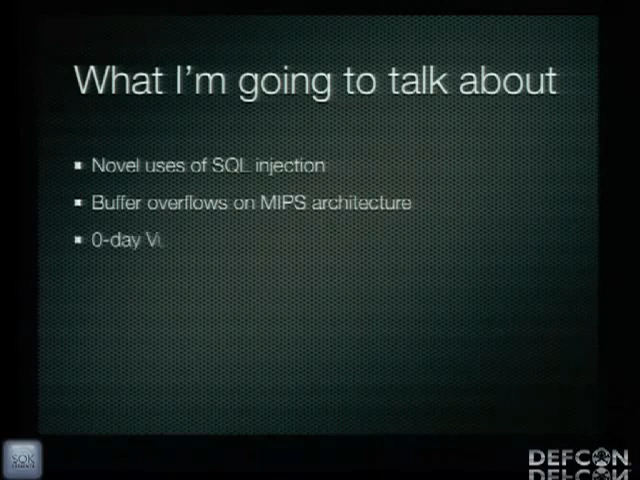 What I'm going to talk about
Novel uses of SQL injection
Buffer overflows on MIPS architecture
0-day
SOK
DEFCON